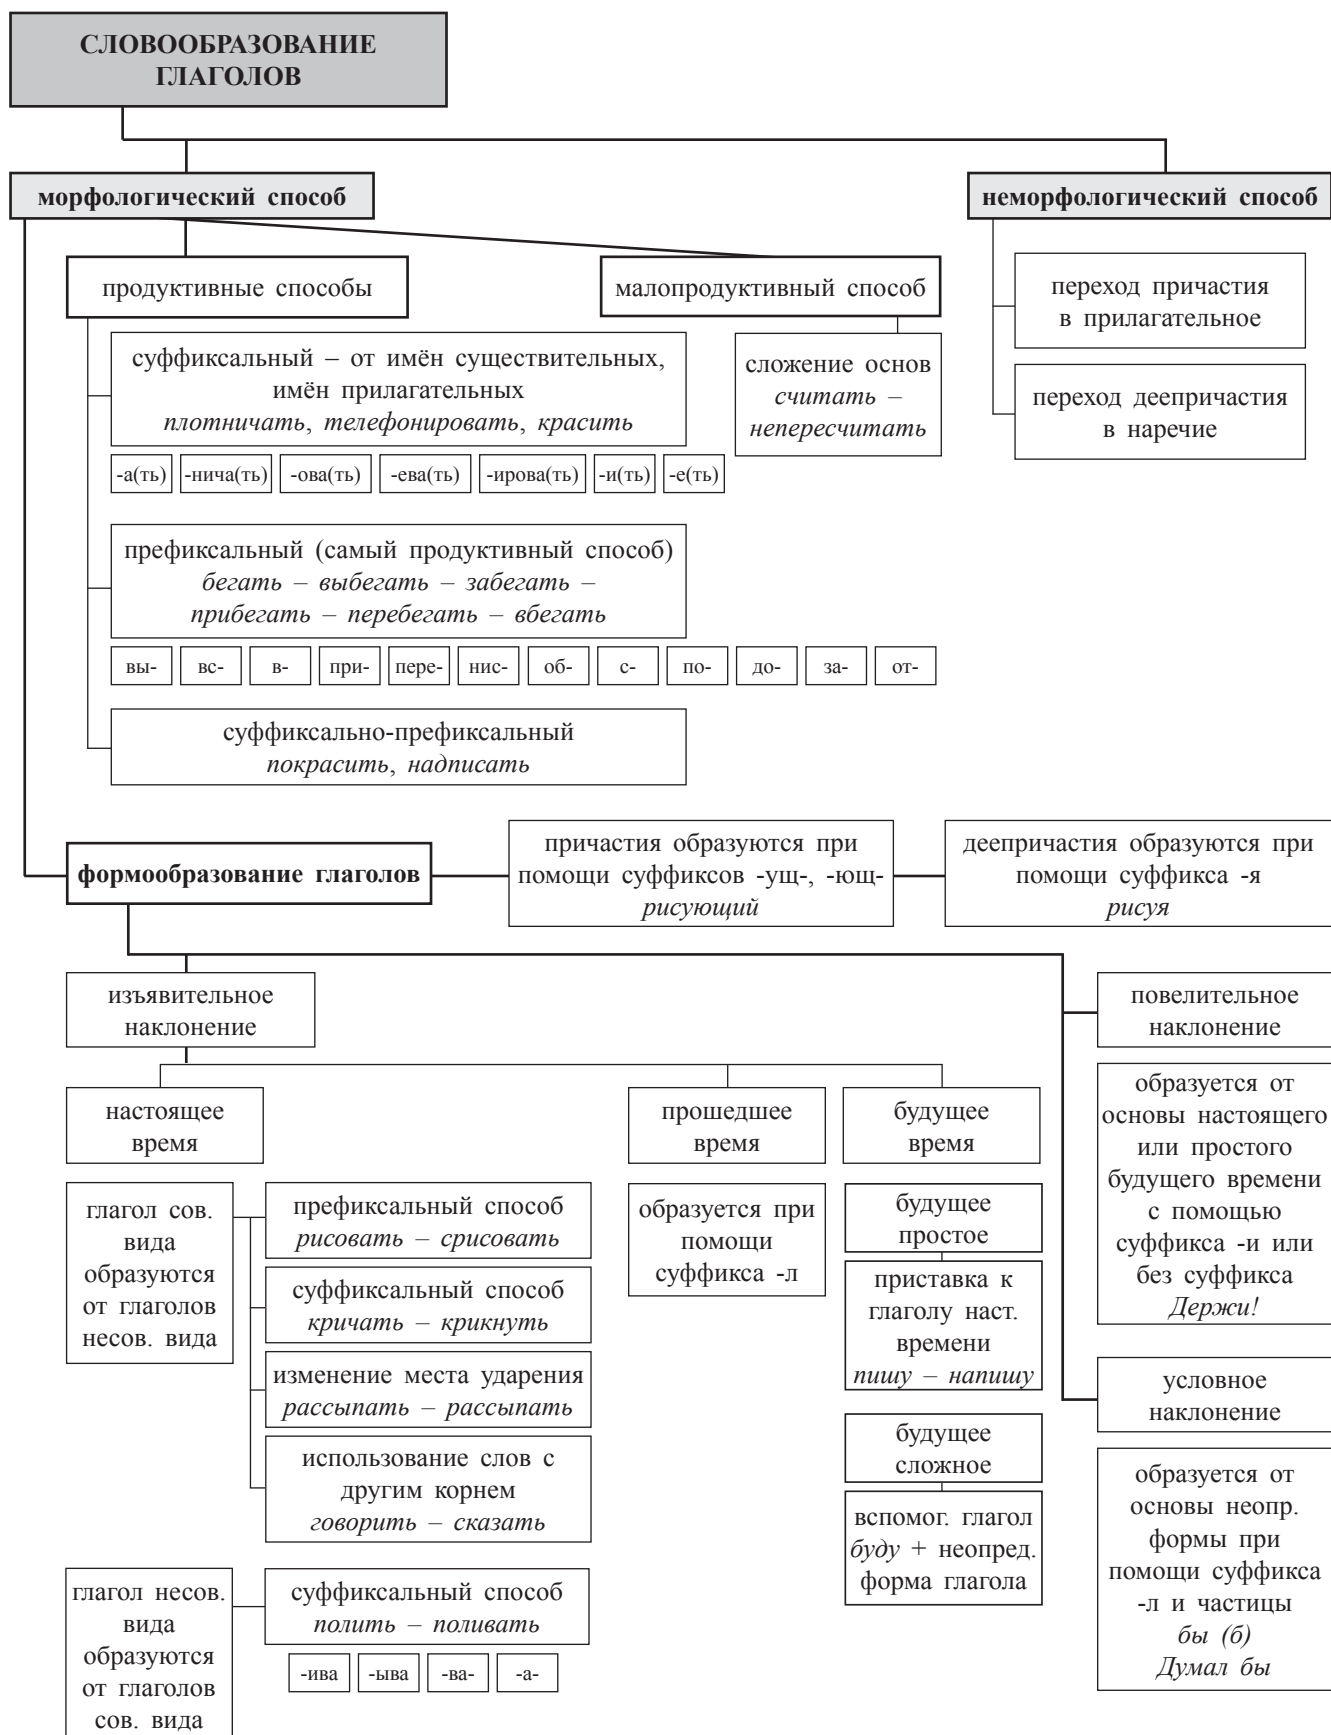 СЛОВООБРАЗОВАНИЕ
ГЛАГОЛОВ
морфологический способ
неморфологический способ
продуктивные способы
малопродуктивный способ
переход причастия
в прилагательное
переход деепричастия
в наречие
суффиксальный – от имён существительных,
имён прилагательных
плотничать, телефонировать, красить
сложение основ
считать –
непересчитать
-а(ть)
-нича(ть)
-ова(ть)
-ева(ть)
-ирова(ть)
-и(ть)
-е(ть)
префиксальный (самый продуктивный способ)
бегать – выбегать – забегать –
прибегать – перебегать – вбегать
вы-
вс-
в-
при-
пере-
нис-
об-
с-
по-
до-
за-
от-
суффиксально-префиксальный
покрасить, надписать
формообразование глаголов
причастия образуются при
помощи суффиксов -ущ-, -ющ-
рисующий
деепричастия образуются при
помощи суффикса -я
рисуя
изъявительное
наклонение
повелительное
наклонение
настоящее
время
прошедшее
время
будущее
время
образуется от
основы настоящего
или простого
будущего времени
с помощью
суффикса -и или
без суффикса
Держи!
глагол сов.
вида
образуются
от глаголов
несов. вида
префиксальный способ
рисовать – срисовать
суффиксальный способ
кричать – крикнуть
изменение места ударения
рассыпать – рассыпать
использование слов с
другим корнем
говорить – сказать
образуется при
помощи
суффикса -л
будущее
простое
приставка к
глаголу наст.
времени
пишу – напишу
будущее
сложное
вспомог. глагол
буду + неопред.
форма глагола
условное
наклонение
образуется от
основы неопр.
формы при
помощи суффикса
-л и частицы
бы (б)
Думал бы
глагол несов.
вида
образуются
от глаголов
сов. вида
суффиксальный способ
полить – поливать
-ива
-ыва
-ва-
-а-